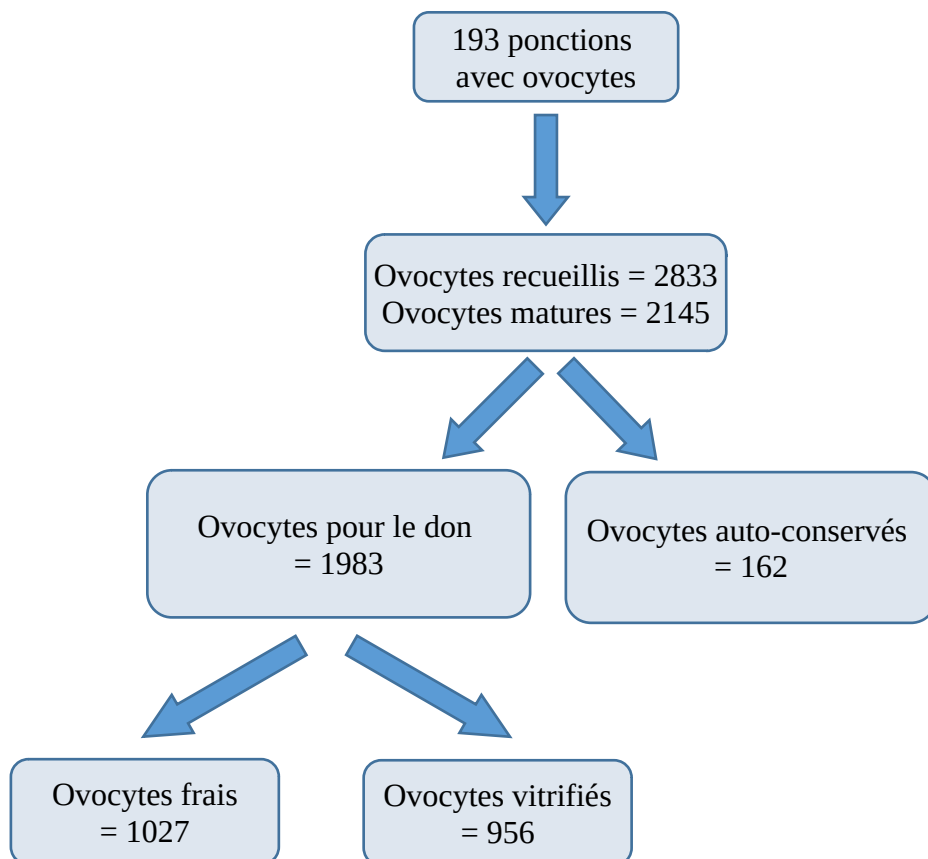 193 ponctions
avec ovocytes
Ovocytes recueillis = 2833
Ovocytes matures = 2145
Ovocytes pour le don
= 1983
Ovocytes auto-conservés
= 162
Ovocytes frais
= 1027
Ovocytes vitrifiés
= 956